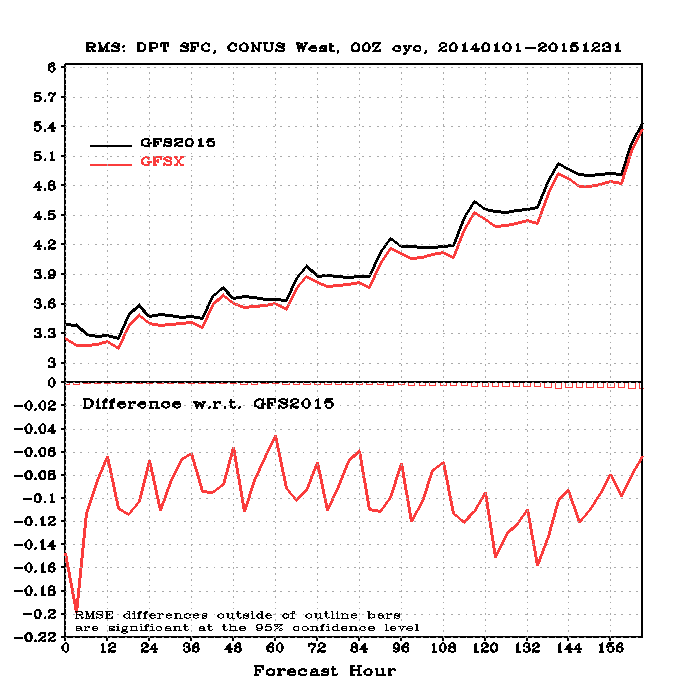 RMS: DPT SFC, CONUS West, 00Z cyc, 20140101-20151231
6
5.7
5.4
5.1
4.8
4.5
4.2
3.9
3.6
3.3
3
GFS2015
GFSX
0
-0.02
-0.04
-0.06
-0.08
-0.1
-0.12
-0.14
-0.16
-0.18
-0.2
-0.22
Difference w.r.t. GFS2015
RMSE differences outside of outline bars
are significant at the 95% confidence level
0 12 24 36 48 60 72 84 96 108 120 132 144 156
Forecast Hour